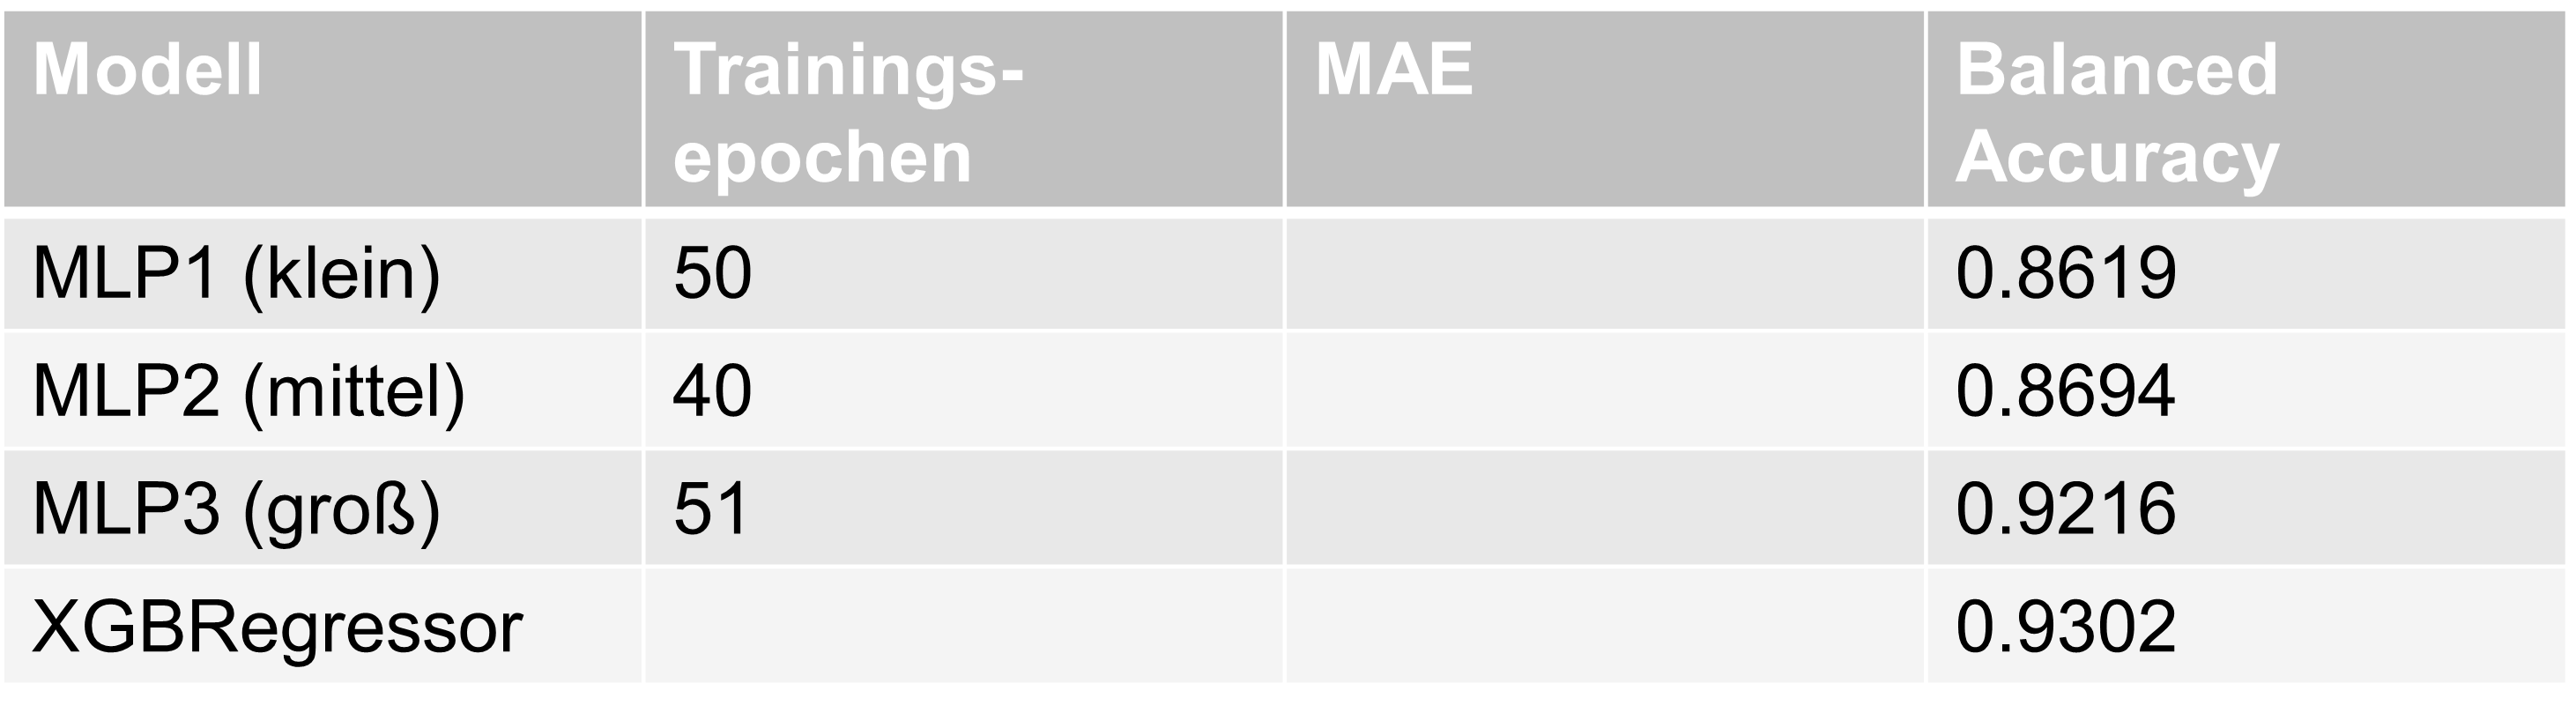 Modell Trainings- MAE Balanced
epochen Accuracy
MLP1 (klein) 50 0.8619
MLP2 (mittel) 40 0.8694
MLP3 (groß) 51 0.9216
XGBRegressor 0.9302